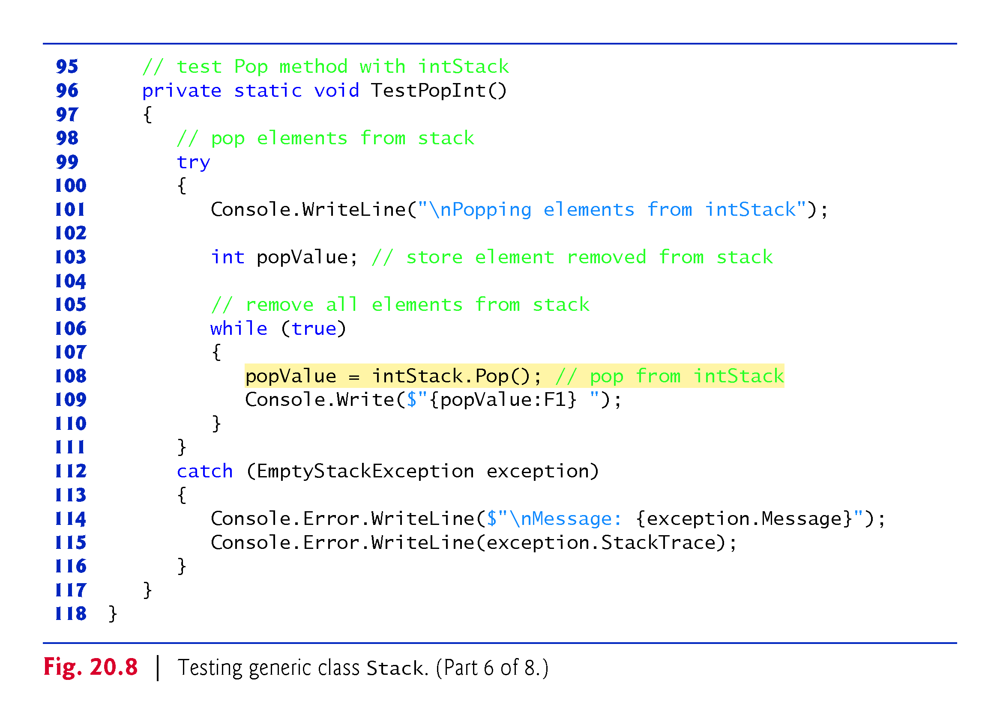 95      // test Pop method with intStack
96      private static void TestPopInt()
97      {
98         // pop elements from stack
99         try
100        {
101           Console.WriteLine("\nPopping elements from intStack");
102
103           int popValue; // store element removed from stack
104
105           // remove all elements from stack
106           while (true)
107           {
108              popValue = intStack.Pop(); // pop from intStack
109              Console.Write($"{popValue:F1} ");
110           }
111        }
112        catch (EmptyStackException exception)
113        {
114           Console.Error.WriteLine($"\nMessage: {exception.Message}");
115           Console.Error.WriteLine(exception.StackTrace);
116        }
117     }
118  }
Fig. 20.8 | Testing generic class Stack. (Part 6 of 8.)